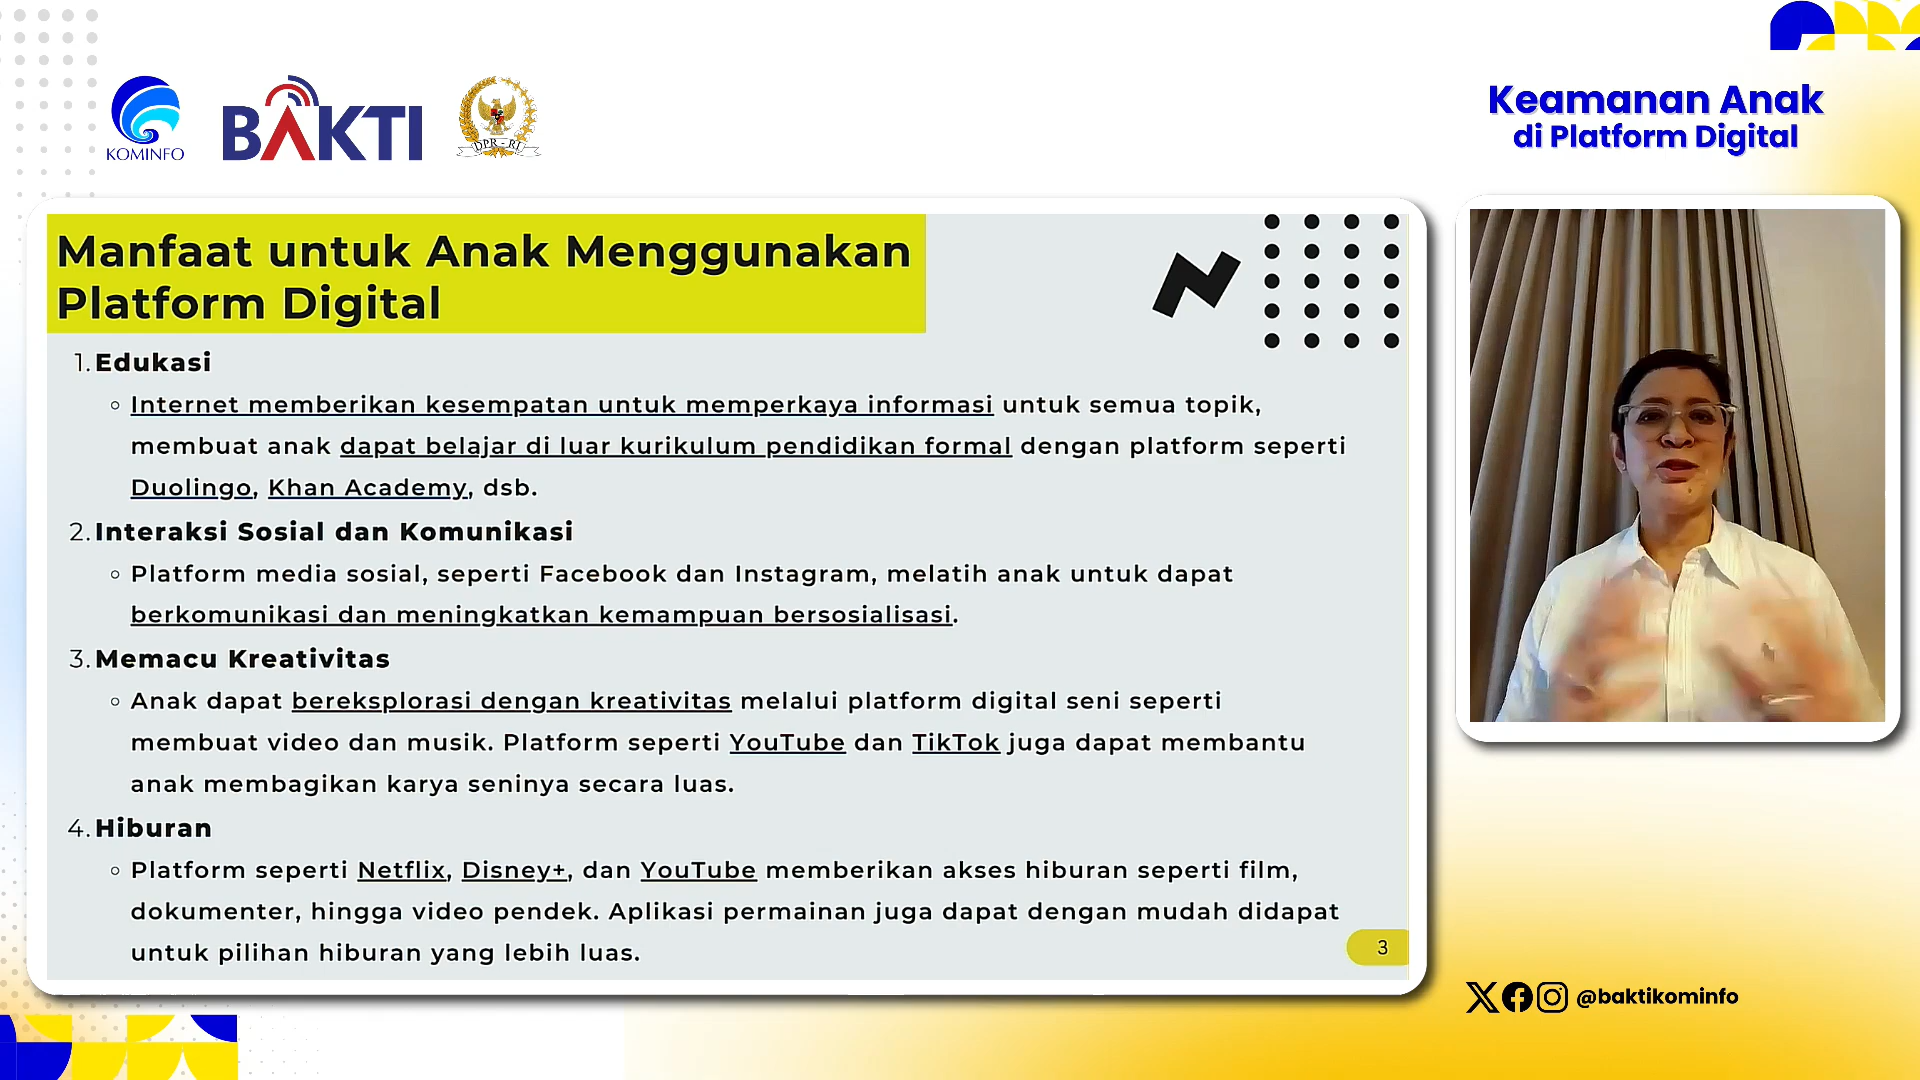 KOMINFO
BAKTI
DPR - RI
Keamanan Anak
di Platform Digital
Manfaat untuk Anak Menggunakan
Platform Digital
1. Edukasi
Internet memberikan kesempatan untuk memperkaya informasi untuk semua topik,
membuat anak dapat belajar di luar kurikulum pendidikan formal dengan platform seperti
Duolingo, Khan Academy, dsb.
2. Interaksi Sosial dan Komunikasi
Platform media sosial, seperti Facebook dan Instagram, melatih anak untuk dapat
berkomunikasi dan meningkatkan kemampuan bersosialisasi.
3. Memacu Kreativitas
Anak dapat bereksplorasi dengan kreativitas melalui platform digital seni seperti
membuat video dan musik. Platform seperti YouTube dan TikTok juga dapat membantu
anak membagikan karya seninya secara luas.
4. Hiburan
Platform seperti Netflix, Disney+, dan YouTube memberikan akses hiburan seperti film,
dokumenter, hingga video pendek. Aplikasi permainan juga dapat dengan mudah didapat
untuk pilihan hiburan yang lebih luas.
3
@baktikominfo